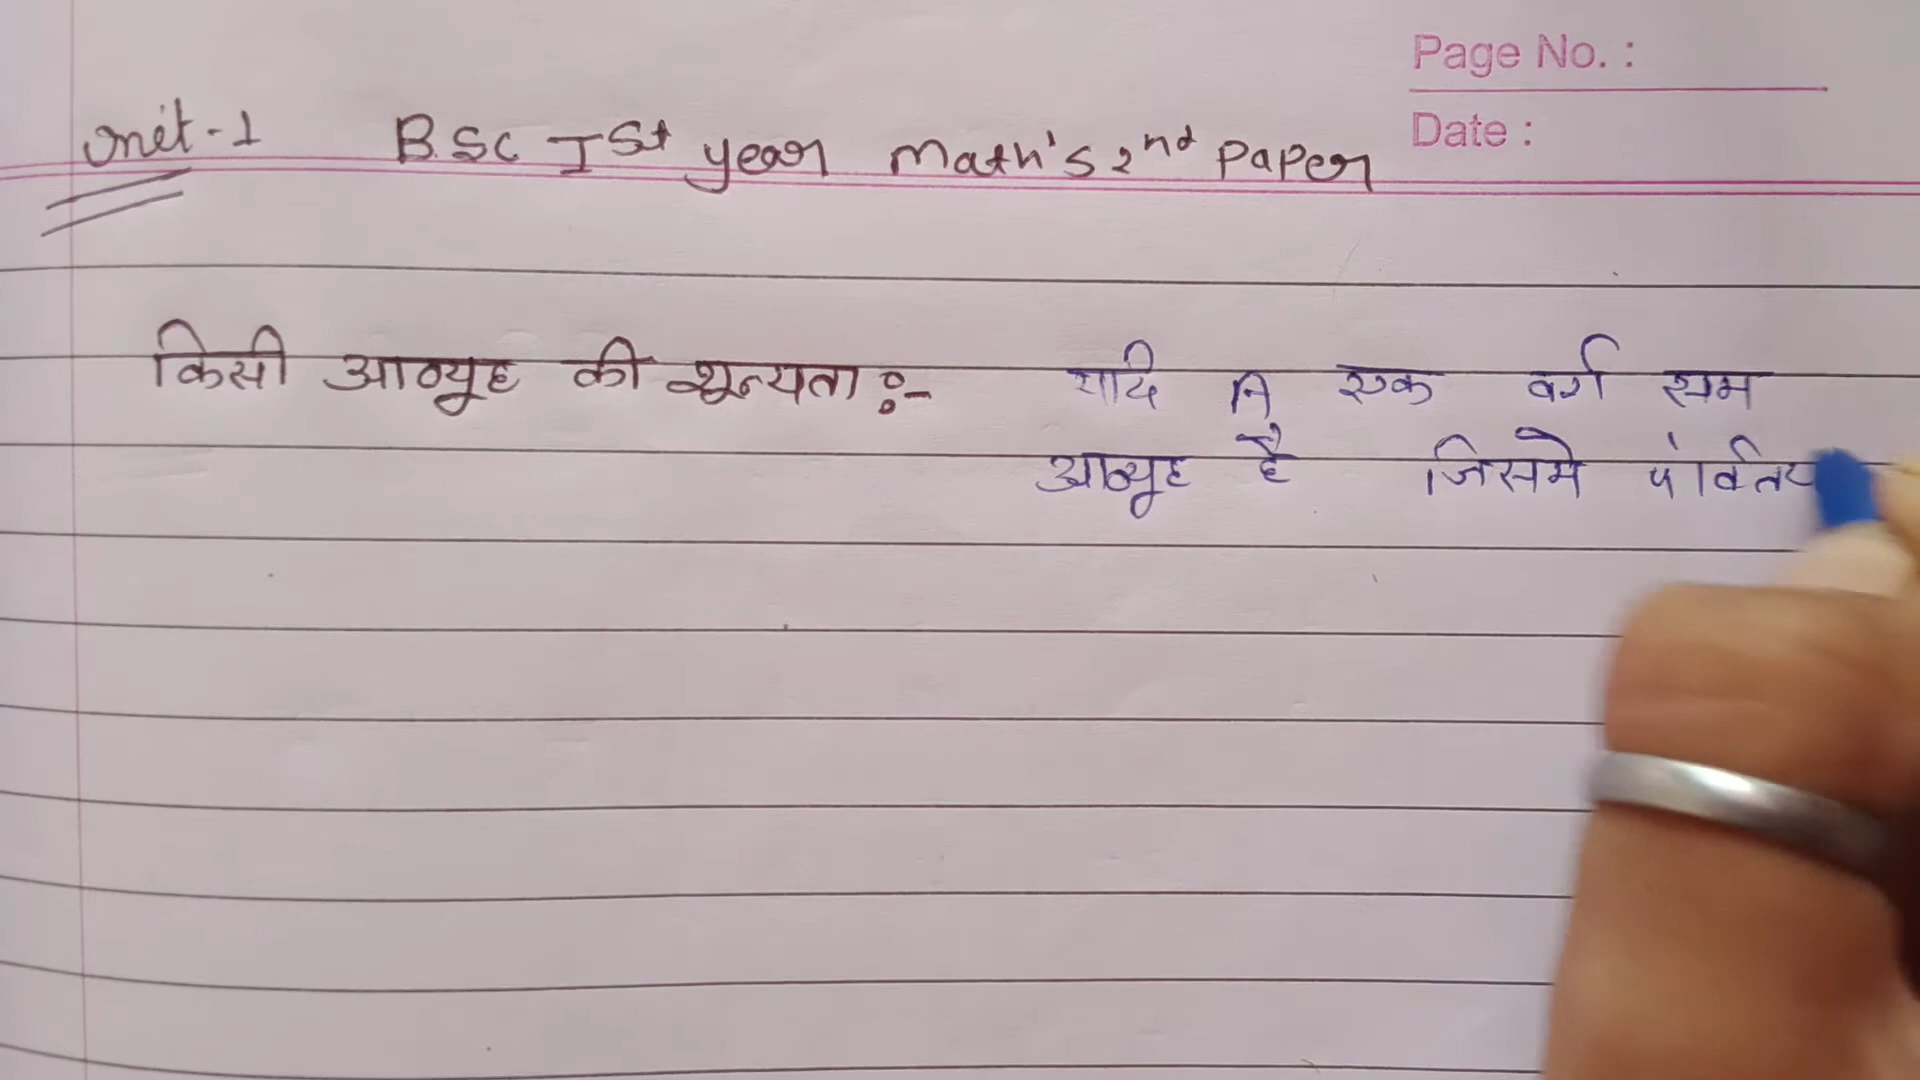 Page No. :
Date :
Unit-1 B.Sc Ist year Math's 2nd Paper
किसी आव्यूह की शून्यता :- यदि A एक वर्ग सम
आव्यूह है जिसमे